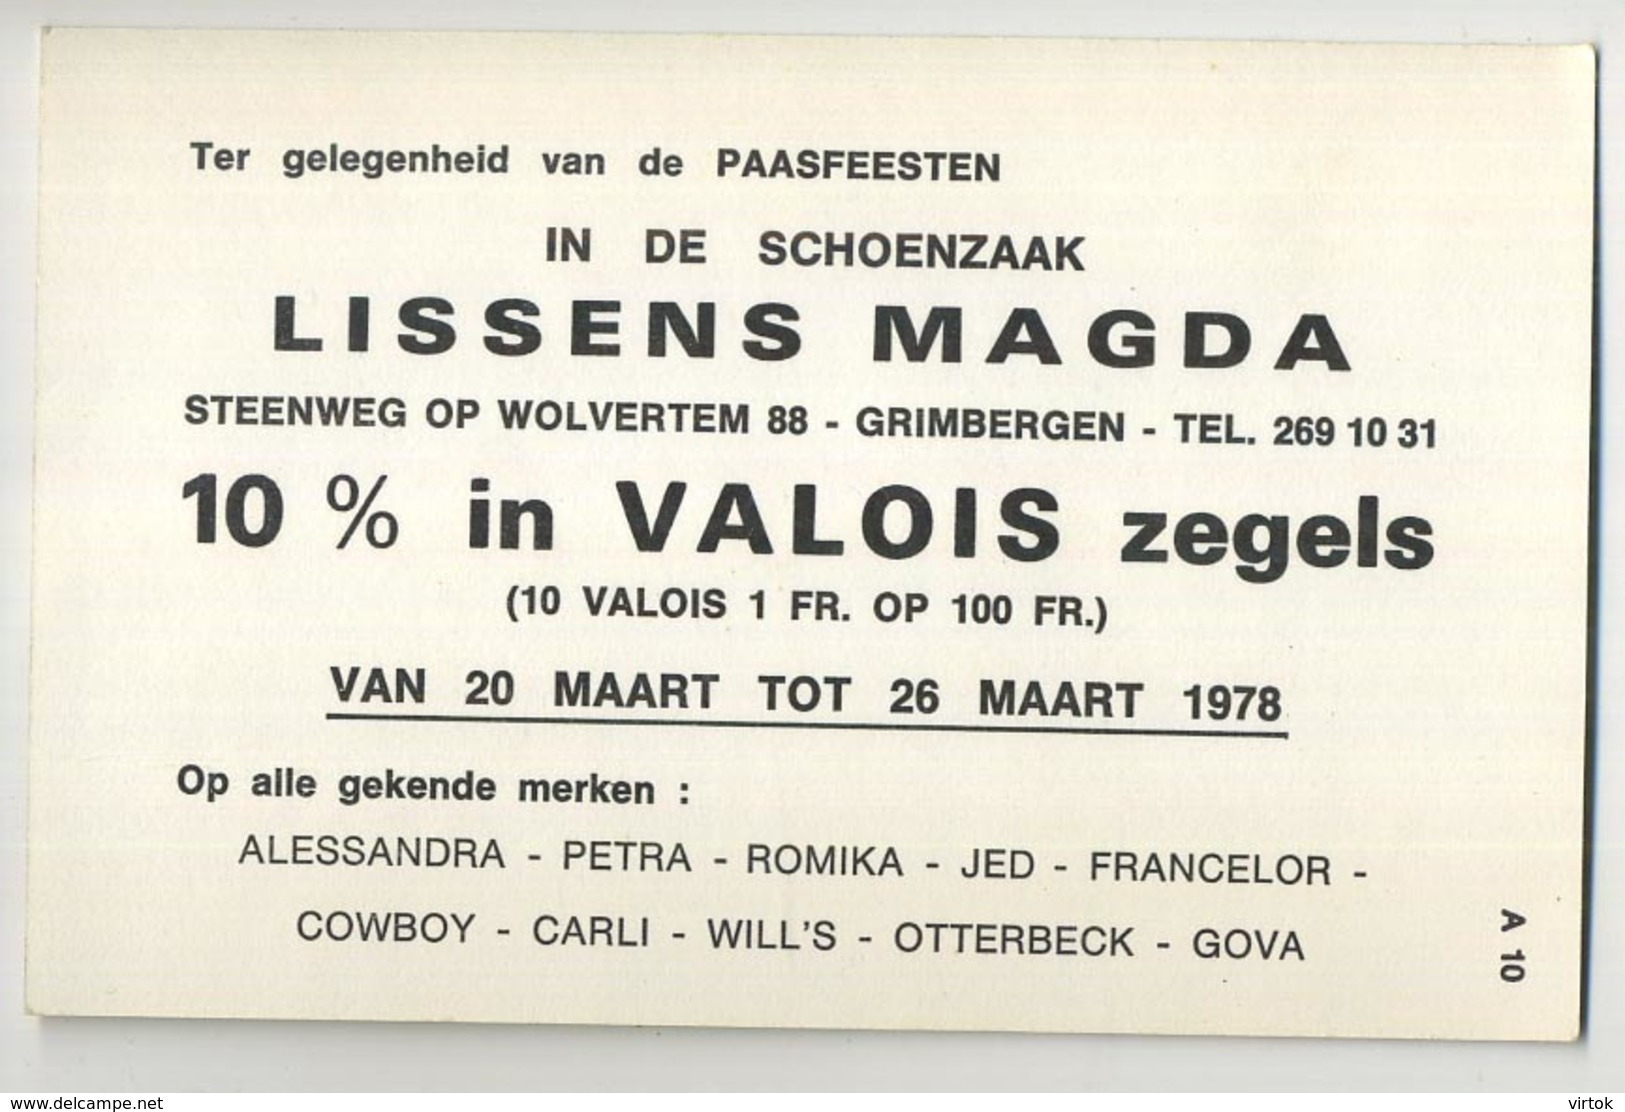 Ter gelegenheid van de PAASFEESTEN
IN DE SCHOENZAAK
LISSENS MAGDA
STEENWEG OP WOLVERTEM 88 - GRIMBERGEN - TEL. 269 10 31
10 % in VALOIS zegels
(10 VALOIS 1 FR. OP 100 FR.)
VAN 20 MAART TOT 26 MAART 1978
Op alle gekende merken :
ALESSANDRA - PETRA - ROMIKA - JED - FRANCELOR -
COWBOY - CARLI - WILL'S - OTTERBECK - GOVA
A 10
www.delcampe.net
virtok